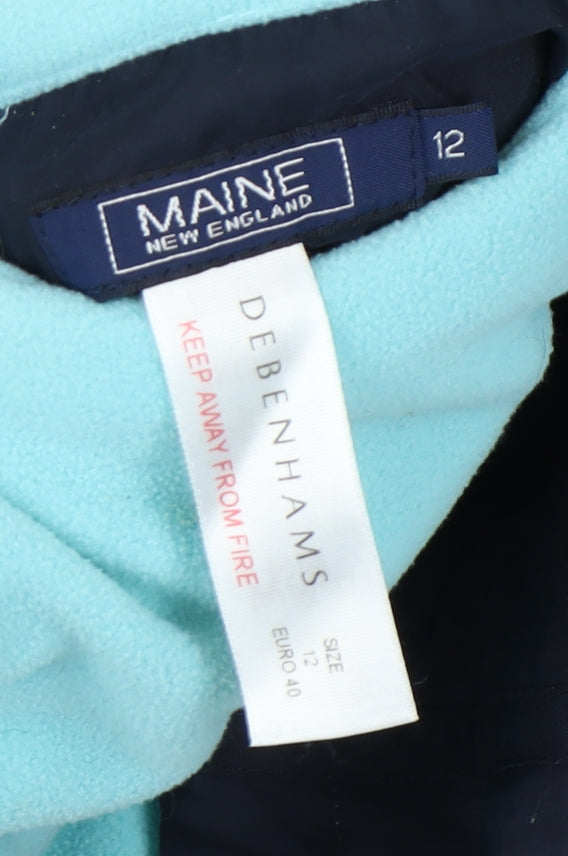 MAINE
NEW ENGLAND
12
DEBENHAMS
KEEP AWAY FROM FIRE
SIZE
12
EURO 40